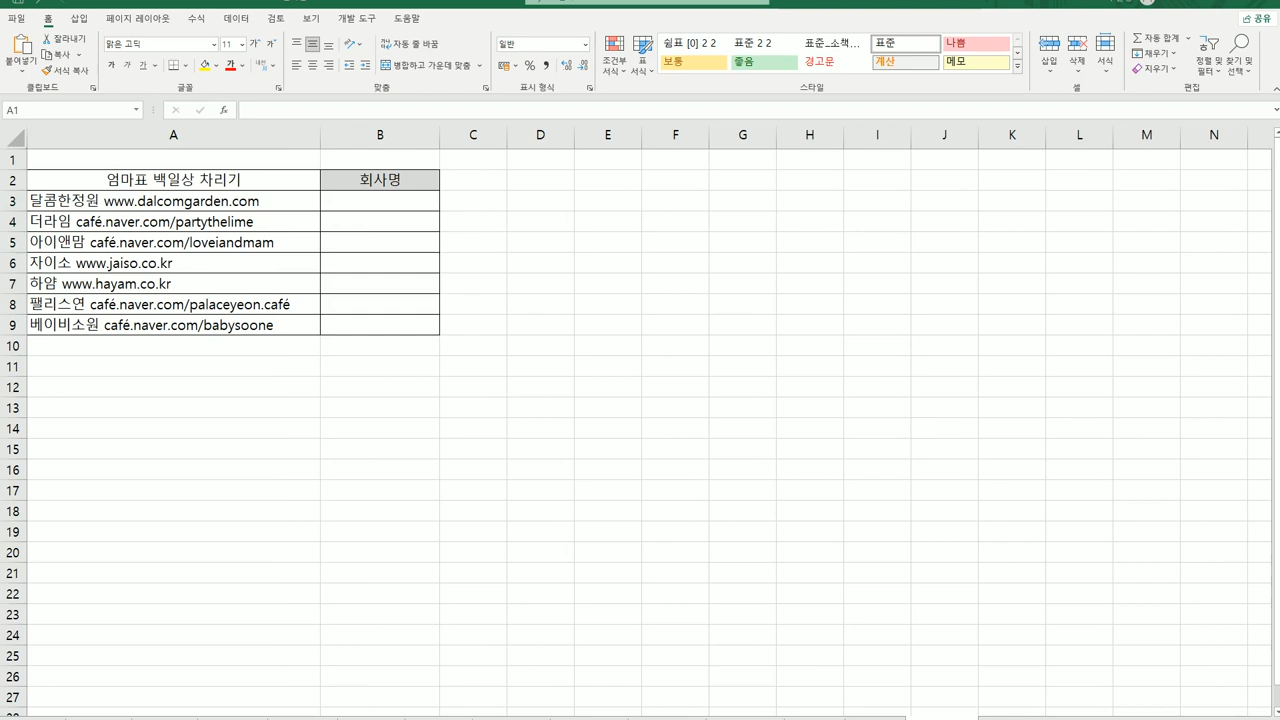 파일 홈 삽입 페이지 레이아웃 수식 데이터 검토 보기 개발 도구 도움말 공유
붙여넣기 잘라내기 복사 서식 복사 클립보드
맑은 고딕 11 가 가 가 가 가 가 내천 글꼴
자동 줄 바꿈 병합하고 가운데 맞춤 맞춤
일반 % 표시 형식
조건부 서식 표 서식
쉼표 [0] 2 2 표준 2 2 표준_소책... 표준 나쁨
보통 좋음 경고문 계산 메모
스타일
삽입 삭제 서식 셀
자동 합계 채우기 지우기 정렬 및 필터 찾기 및 선택 편집
A1 fx
A B C D E F G H I J K L M N
1
2 엄마표 백일상 차리기 회사명
3 달콤한정원 www.dalcomgarden.com
4 더라임 café.naver.com/partythelime
5 아이앤맘 café.naver.com/loveiandmam
6 자이소 www.jaiso.co.kr
7 하얌 www.hayam.co.kr
8 팰리스연 café.naver.com/palaceyeon.café
9 베이비소원 café.naver.com/babysoone
10
11
12
13
14
15
16
17
18
19
20
21
22
23
24
25
26
27